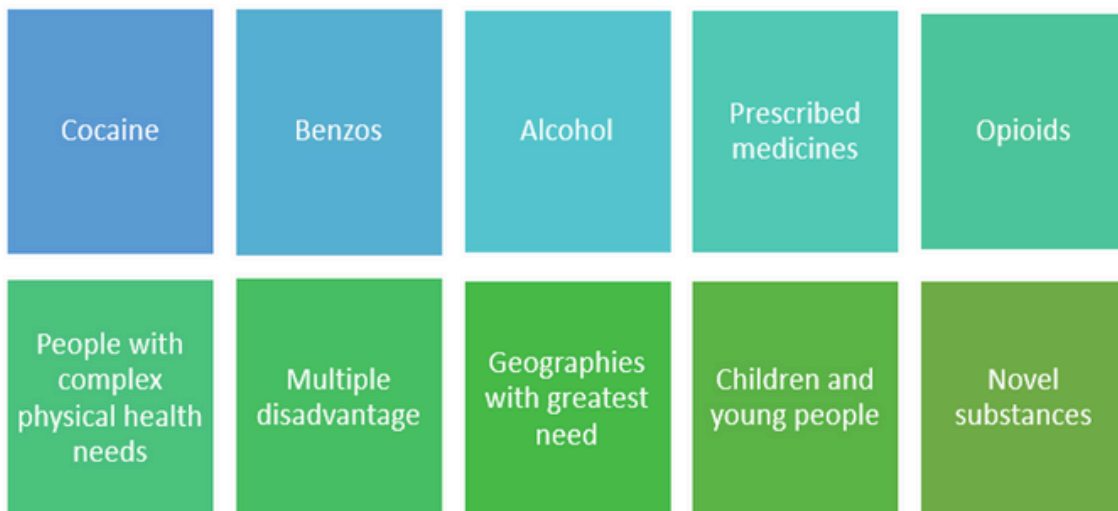 Cocaine
Benzos
Alcohol
Prescribed
medicines
Opioids
People with
complex
physical health
needs
Multiple
disadvantage
Geographies
with greatest
need
Children and
young people
Novel
substances